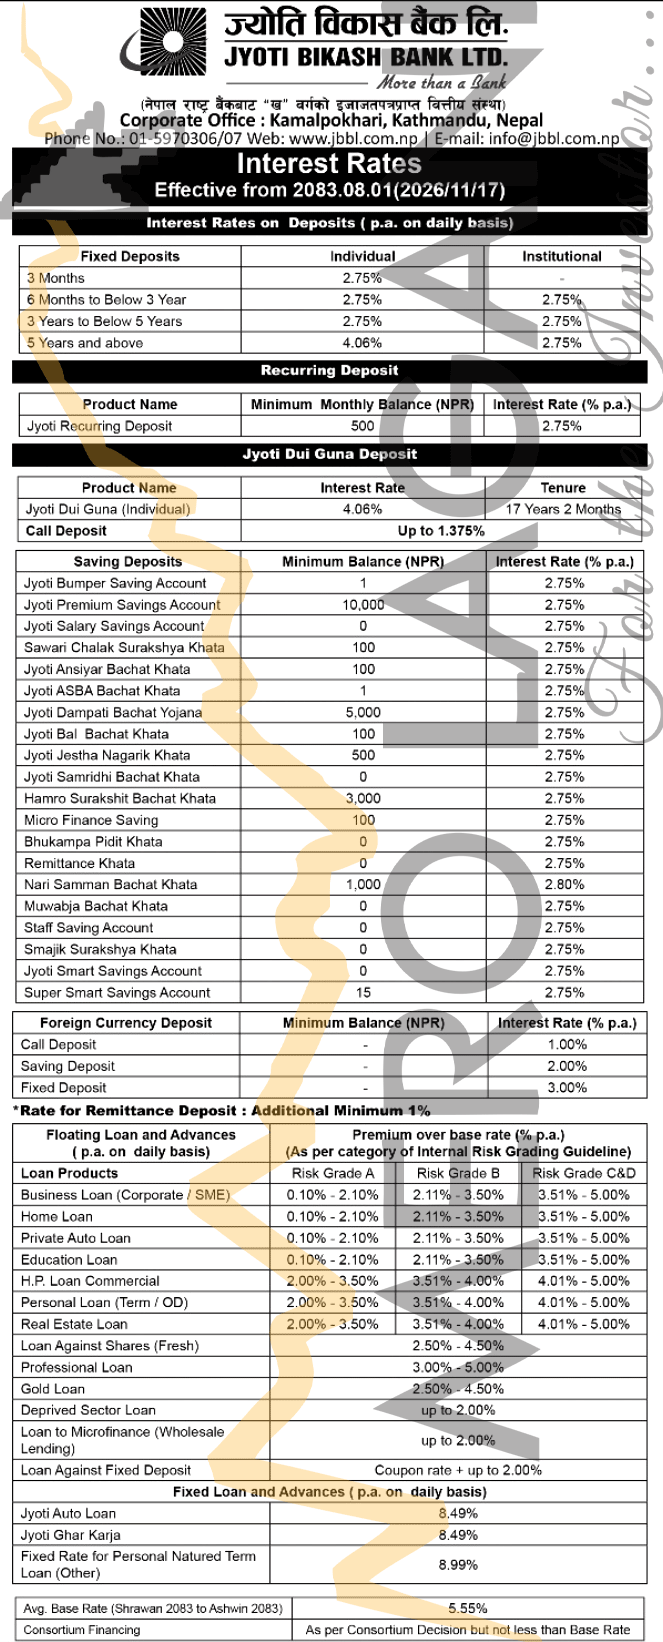 ज्योति विकास बैंक लि.
JYOTI BIKASH BANK LTD.
More than a Bank
(नेपाल राष्ट्र बैंकबाट “ख” वर्गको इजाजतपत्रप्राप्त वित्तीय संस्था)
Corporate Office : Kamalpokhari, Kathmandu, Nepal
Phone No.: 01-5970306/07 Web: www.jbbl.com.np | E-mail: info@jbbl.com.np
Interest Rates
Effective from 2083.08.01(2026/11/17)
Interest Rates on Deposits ( p.a. on daily basis)
Fixed Deposits Individual Institutional
3 Months 2.75% -
6 Months to Below 3 Year 2.75% 2.75%
3 Years to Below 5 Years 2.75% 2.75%
5 Years and above 4.06% 2.75%
Recurring Deposit
Product Name Minimum Monthly Balance (NPR) Interest Rate (% p.a.)
Jyoti Recurring Deposit 500 2.75%
Jyoti Dui Guna Deposit
Product Name Interest Rate Tenure
Jyoti Dui Guna (Individual) 4.06% 17 Years 2 Months
Call Deposit Up to 1.375%
Saving Deposits Minimum Balance (NPR) Interest Rate (% p.a.)
Jyoti Bumper Saving Account 1 2.75%
Jyoti Premium Savings Account 10,000 2.75%
Jyoti Salary Savings Account 0 2.75%
Sawari Chalak Surakshya Khata 100 2.75%
Jyoti Ansiyar Bachat Khata 100 2.75%
Jyoti ASBA Bachat Khata 1 2.75%
Jyoti Dampati Bachat Yojana 5,000 2.75%
Jyoti Bal Bachat Khata 100 2.75%
Jyoti Jestha Nagarik Khata 500 2.75%
Jyoti Samridhi Bachat Khata 0 2.75%
Hamro Surakshit Bachat Khata 3,000 2.75%
Micro Finance Saving 100 2.75%
Bhukampa Pidit Khata 0 2.75%
Remittance Khata 0 2.75%
Nari Samman Bachat Khata 1,000 2.80%
Muwabja Bachat Khata 0 2.75%
Staff Saving Account 0 2.75%
Smajik Surakshya Khata 0 2.75%
Jyoti Smart Savings Account 0 2.75%
Super Smart Savings Account 15 2.75%
Foreign Currency Deposit Minimum Balance (NPR) Interest Rate (% p.a.)
Call Deposit - 1.00%
Saving Deposit - 2.00%
Fixed Deposit - 3.00%
*Rate for Remittance Deposit : Additional Minimum 1%
Floating Loan and Advances Premium over base rate (% p.a.)
( p.a. on daily basis) (As per category of Internal Risk Grading Guideline)
Loan Products Risk Grade A Risk Grade B Risk Grade C&D
Business Loan (Corporate / SME) 0.10% - 2.10% 2.11% - 3.50% 3.51% - 5.00%
Home Loan 0.10% - 2.10% 2.11% - 3.50% 3.51% - 5.00%
Private Auto Loan 0.10% - 2.10% 2.11% - 3.50% 3.51% - 5.00%
Education Loan 0.10% - 2.10% 2.11% - 3.50% 3.51% - 5.00%
H.P. Loan Commercial 2.00% - 3.50% 3.51% - 4.00% 4.01% - 5.00%
Personal Loan (Term / OD) 2.00% - 3.50% 3.51% - 4.00% 4.01% - 5.00%
Real Estate Loan 2.00% - 3.50% 3.51% - 4.00% 4.01% - 5.00%
Loan Against Shares (Fresh) 2.50% - 4.50%
Professional Loan 3.00% - 5.00%
Gold Loan 2.50% - 4.50%
Deprived Sector Loan up to 2.00%
Loan to Microfinance (Wholesale
Lending) up to 2.00%
Loan Against Fixed Deposit Coupon rate + up to 2.00%
Fixed Loan and Advances ( p.a. on daily basis)
Jyoti Auto Loan 8.49%
Jyoti Ghar Karja 8.49%
Fixed Rate for Personal Natured Term
Loan (Other) 8.99%
Avg. Base Rate (Shrawan 2083 to Ashwin 2083) 5.55%
Consortium Financing As per Consortium Decision but not less than Base Rate
MERO LAGANI
For the Investor...